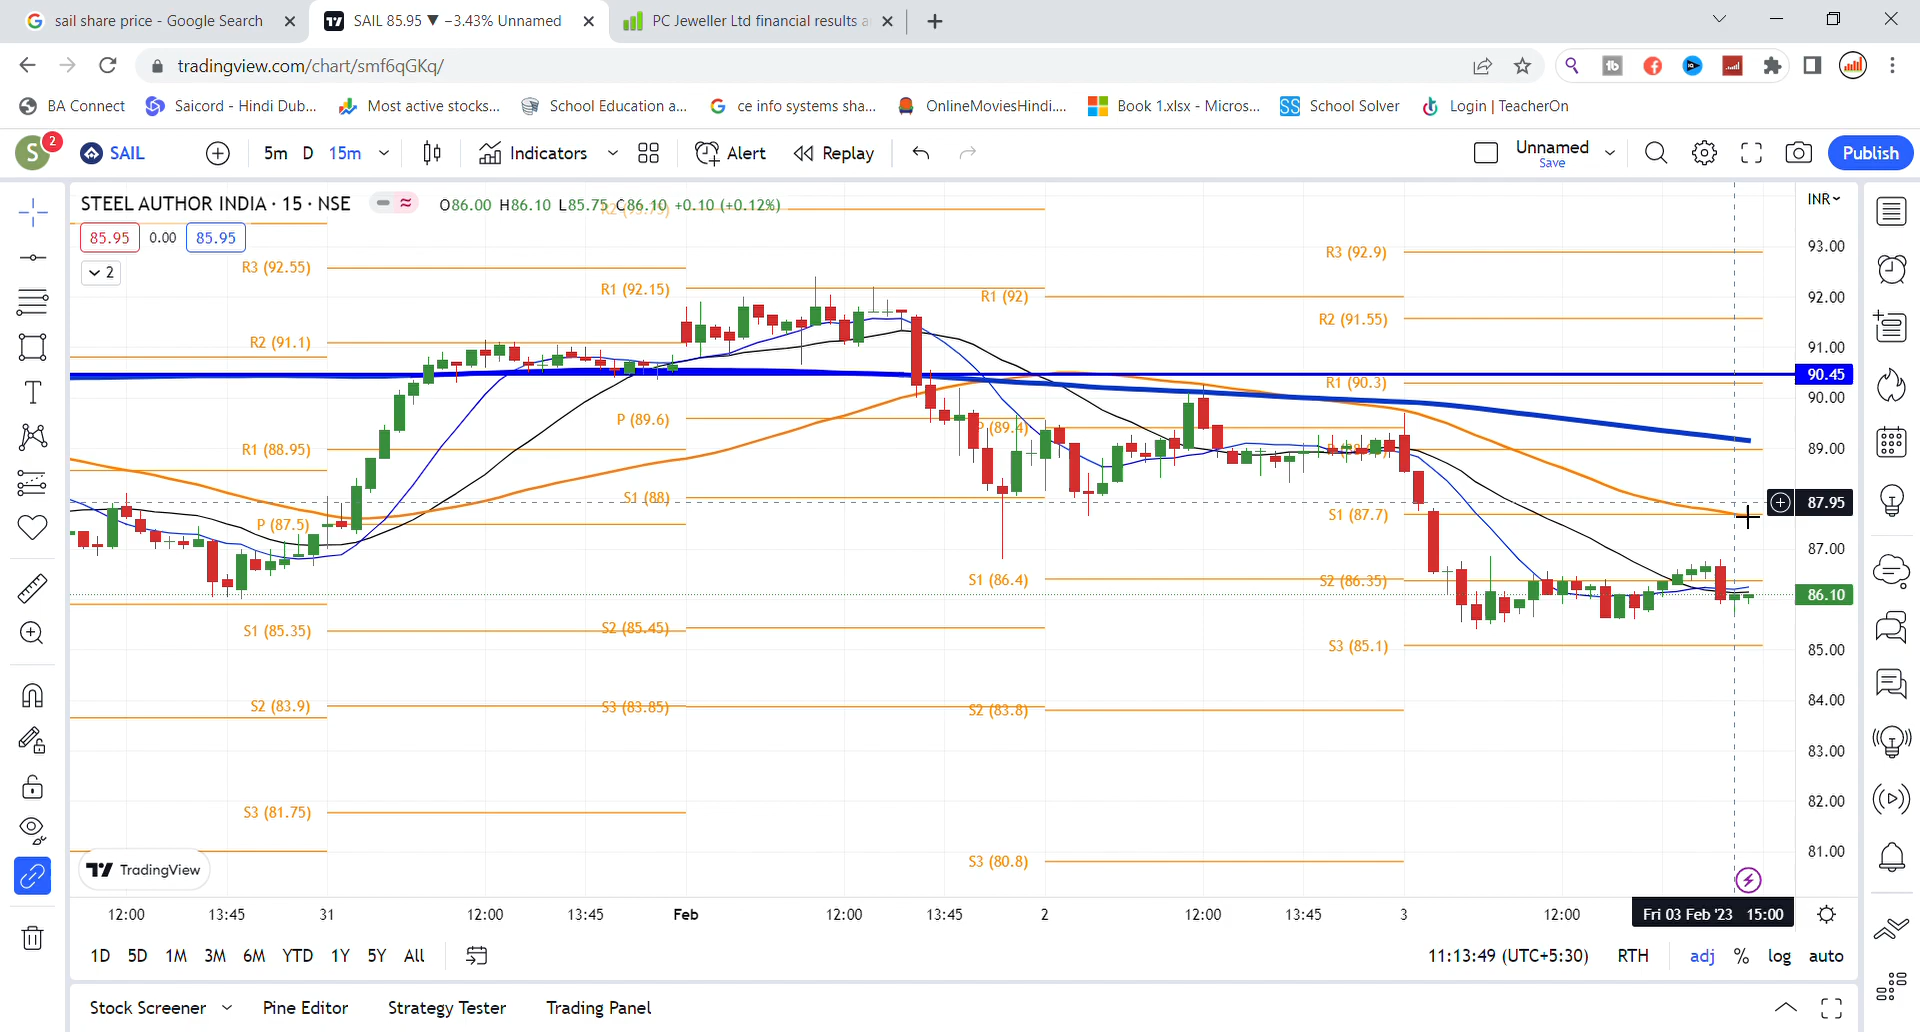 sail share price - Google Search
SAIL 85.95 ▼ −3.43% Unnamed
PC Jeweller Ltd financial results a
tradingview.com/chart/smf6qGKq/
BA Connect
Saicord - Hindi Dub...
Most active stocks...
School Education a...
ce info systems sha...
OnlineMoviesHindi....
Book 1.xlsx - Micros...
School Solver
Login | TeacherOn
S 2
SAIL
5m D 15m
Indicators
Alert
Replay
Unnamed
Save
Publish
STEEL AUTHOR INDIA · 15 · NSE
O86.00 H86.10 L85.75 C86.10 +0.10 (+0.12%)
INR
85.95 0.00 85.95
2
R3 (92.55)
R2 (91.1)
R1 (88.95)
P (87.5)
S1 (85.35)
S2 (83.9)
S3 (81.75)
R1 (92.15)
P (89.6)
S1 (88)
S2 (85.45)
S3 (83.85)
R1 (92)
P (89.4)
S1 (86.4)
S2 (83.8)
S3 (80.8)
R3 (92.9)
R2 (91.55)
R1 (90.3)
S1 (87.7)
S2 (86.35)
S3 (85.1)
93.00
92.00
91.00
90.45
90.00
89.00
87.95
87.00
86.10
85.00
84.00
83.00
82.00
81.00
TradingView
12:00 13:45 31 12:00 13:45 Feb 12:00 13:45 2 12:00 13:45 3 12:00 Fri 03 Feb '23 15:00
1D 5D 1M 3M 6M YTD 1Y 5Y All
11:13:49 (UTC+5:30) RTH adj % log auto
Stock Screener Pine Editor Strategy Tester Trading Panel